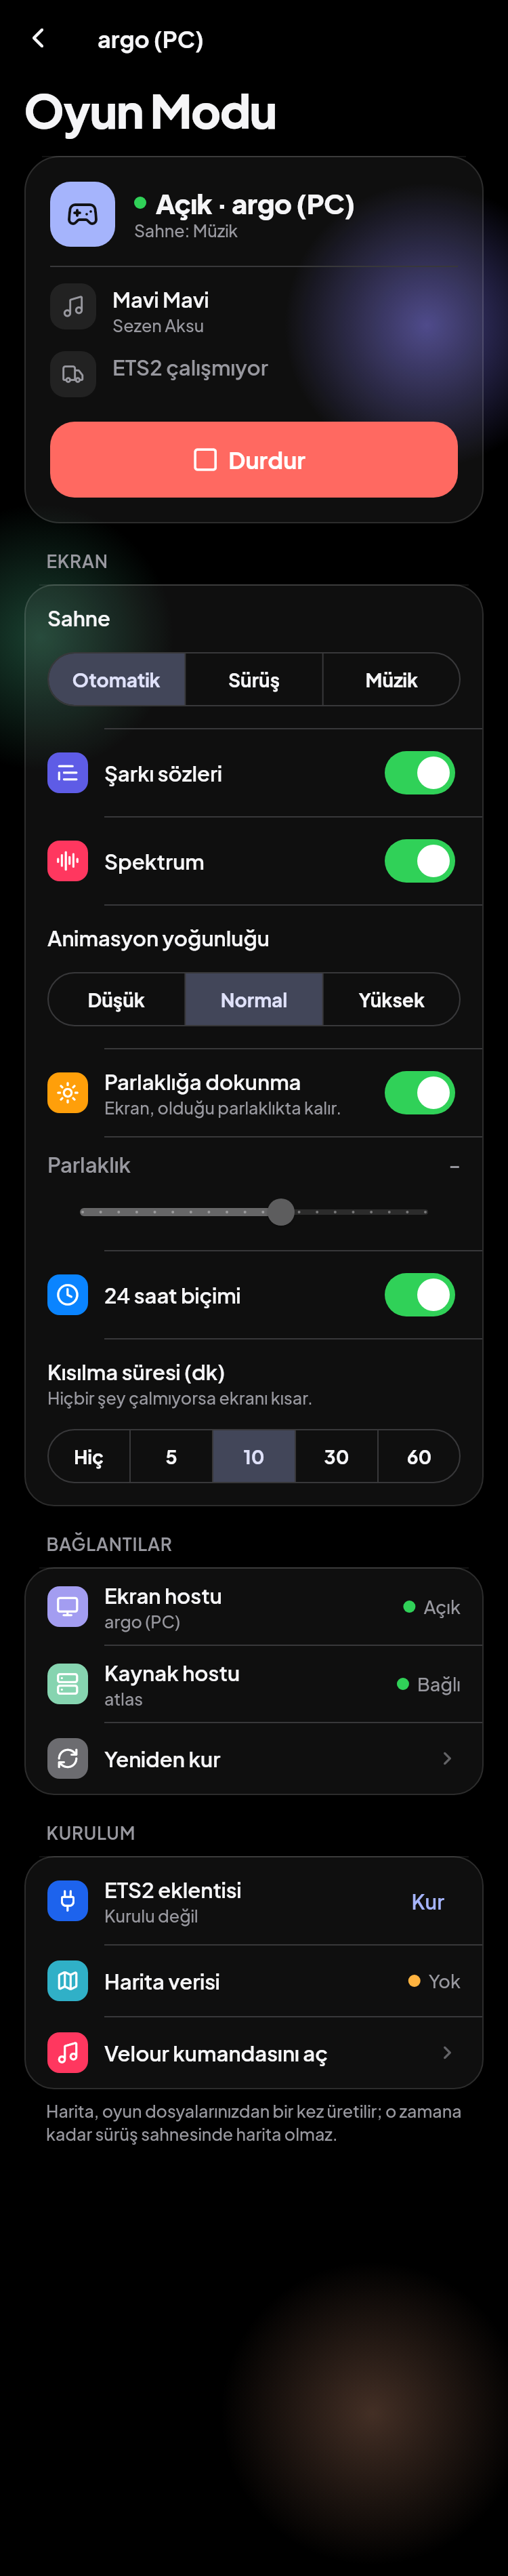 argo (PC)
Oyun Modu
Açık · argo (PC)
Sahne: Müzik
Mavi Mavi
Sezen Aksu
ETS2 çalışmıyor
Durdur
EKRAN
Sahne
Otomatik Sürüş Müzik
Şarkı sözleri
Spektrum
Animasyon yoğunluğu
Düşük Normal Yüksek
Parlaklığa dokunma
Ekran, olduğu parlaklıkta kalır.
Parlaklık –
24 saat biçimi
Kısılma süresi (dk)
Hiçbir şey çalmıyorsa ekranı kısar.
Hiç 5 10 30 60
BAĞLANTILAR
Ekran hostu
argo (PC)
Açık
Kaynak hostu
atlas
Bağlı
Yeniden kur
KURULUM
ETS2 eklentisi
Kurulu değil
Kur
Harita verisi Yok
Velour kumandasını aç
Harita, oyun dosyalarınızdan bir kez üretilir; o zamana
kadar sürüş sahnesinde harita olmaz.